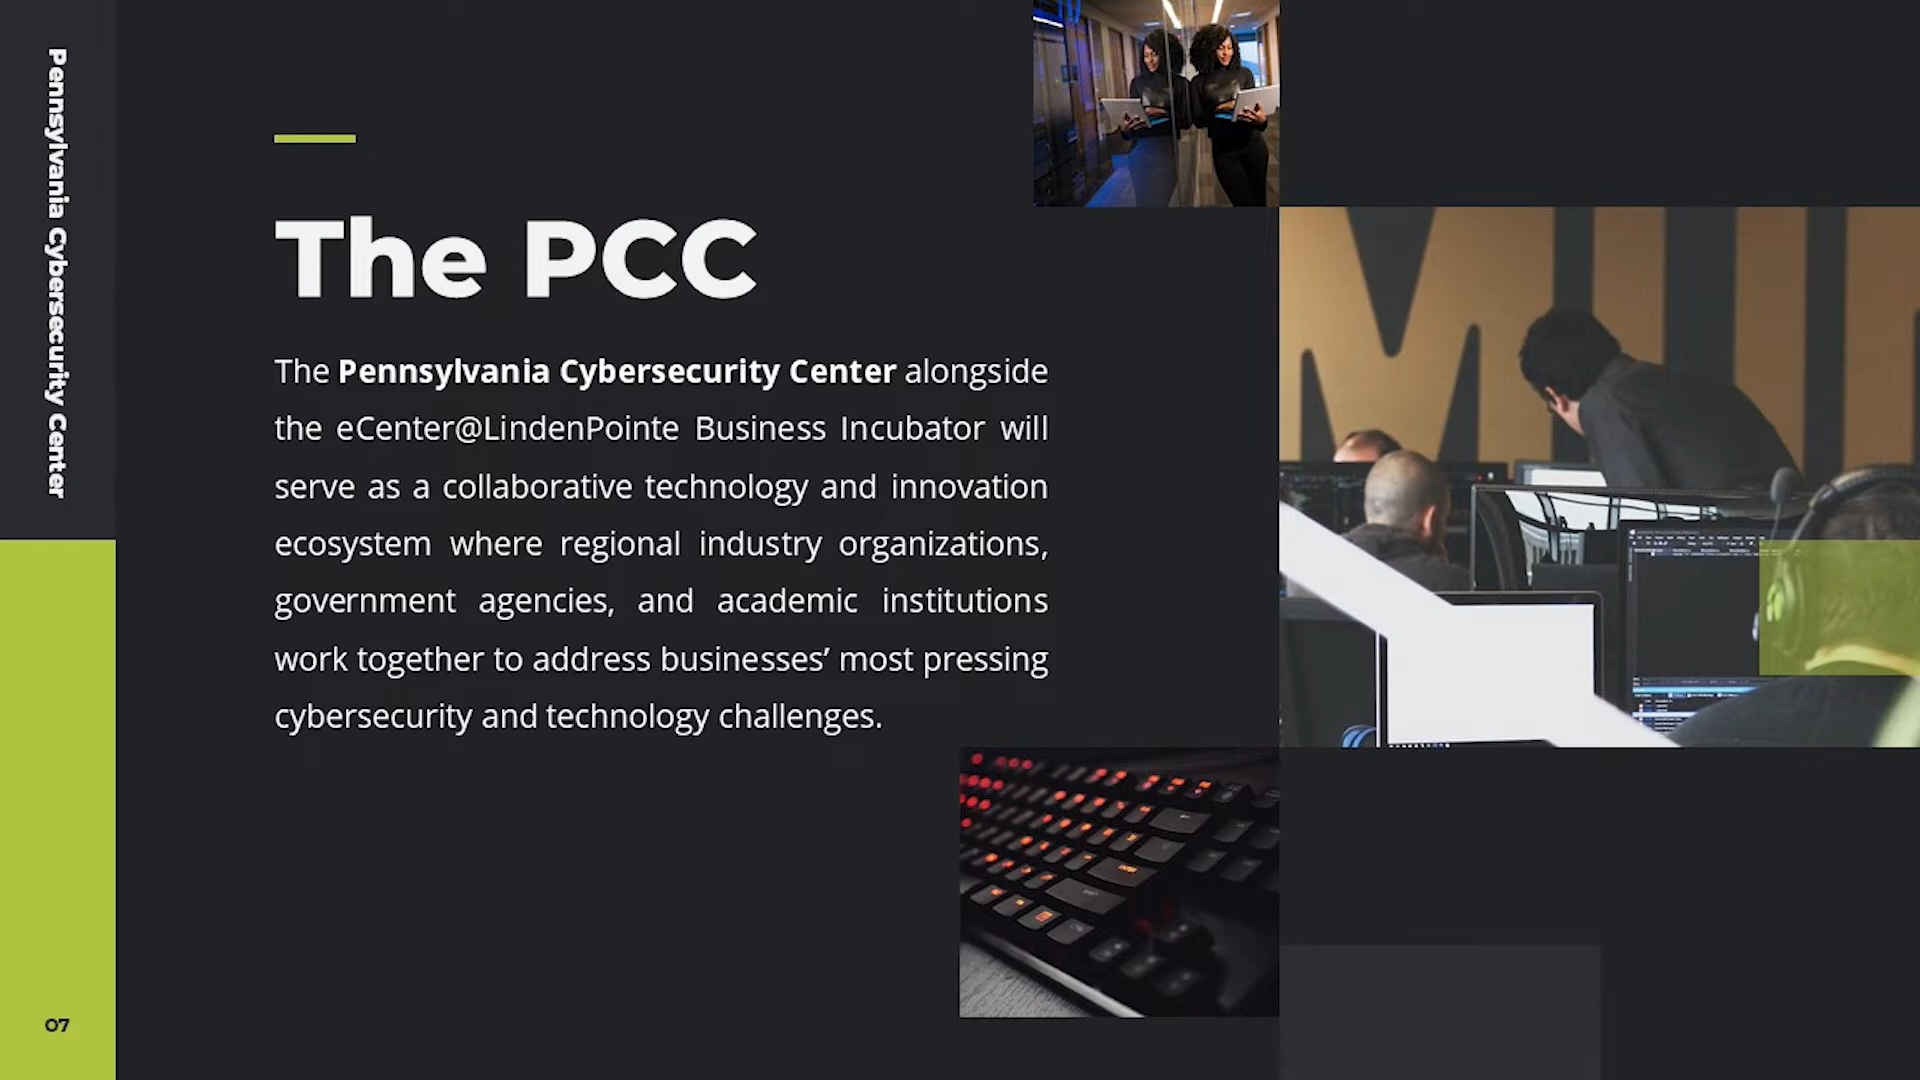 Pennsylvania Cybersecurity Center
The PCC
The Pennsylvania Cybersecurity Center alongside
the eCenter@LindenPointe Business Incubator will
serve as a collaborative technology and innovation
ecosystem where regional industry organizations,
government agencies, and academic institutions
work together to address businesses’ most pressing
cybersecurity and technology challenges.
07